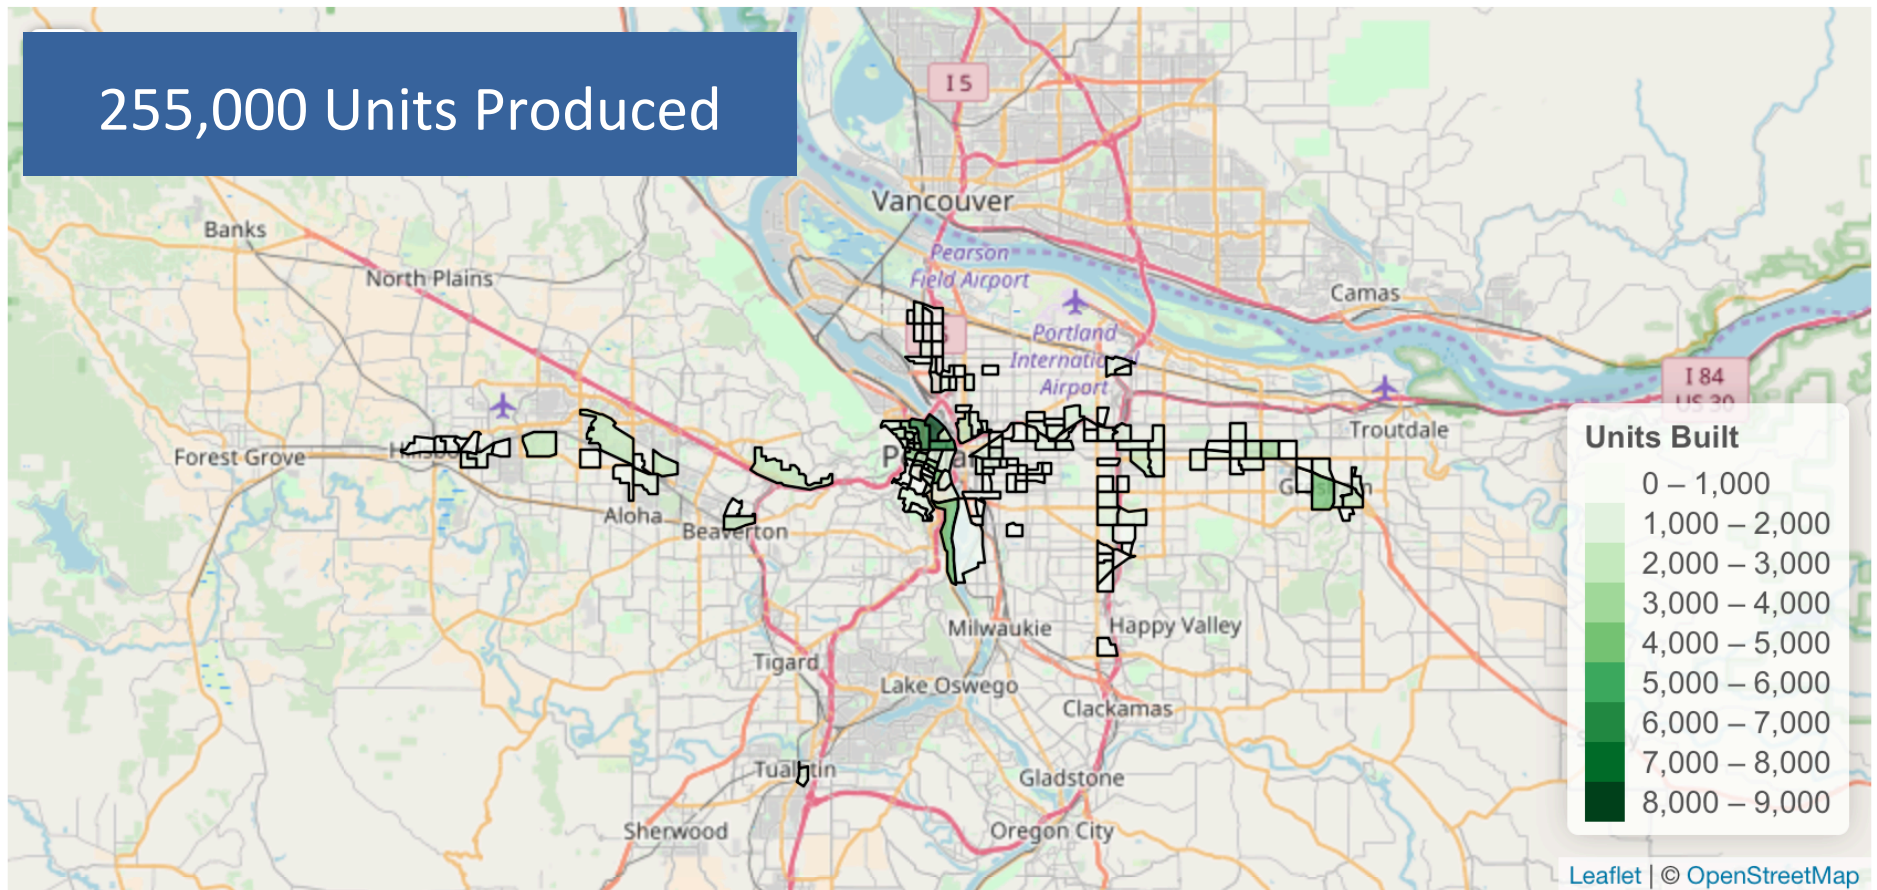 255,000 Units Produced
I 5
Vancouver
Banks
Pearson
Field Airport
North Plains
Camas
Portland
International
Airport
I 84
US 30
Troutdale
Forest Grove
Aloha
Beaverton
Milwaukie
Happy Valley
Tigard
Lake Oswego
Clackamas
Tualatin
Gladstone
Sherwood
Oregon City
Units Built
0 – 1,000
1,000 – 2,000
2,000 – 3,000
3,000 – 4,000
4,000 – 5,000
5,000 – 6,000
6,000 – 7,000
7,000 – 8,000
8,000 – 9,000
Leaflet | © OpenStreetMap